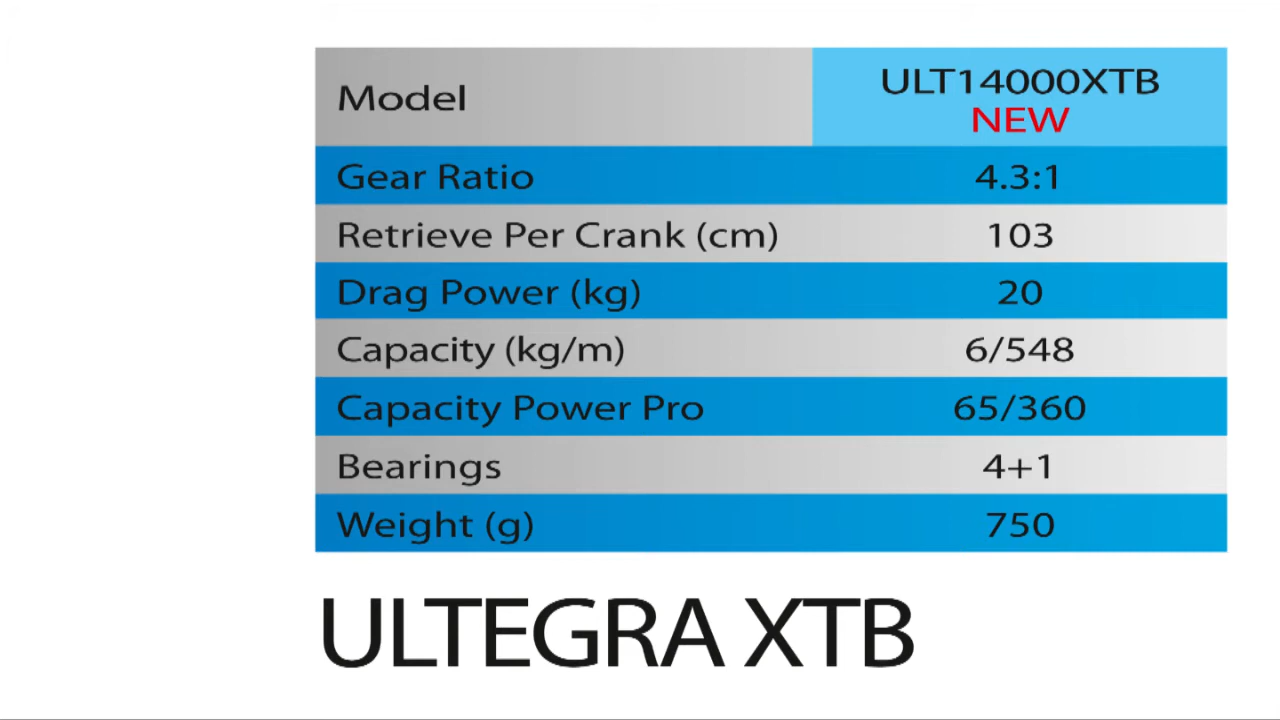 Model ULT14000XTB
NEW
Gear Ratio 4.3:1
Retrieve Per Crank (cm) 103
Drag Power (kg) 20
Capacity (kg/m) 6/548
Capacity Power Pro 65/360
Bearings 4+1
Weight (g) 750
ULTEGRA XTB